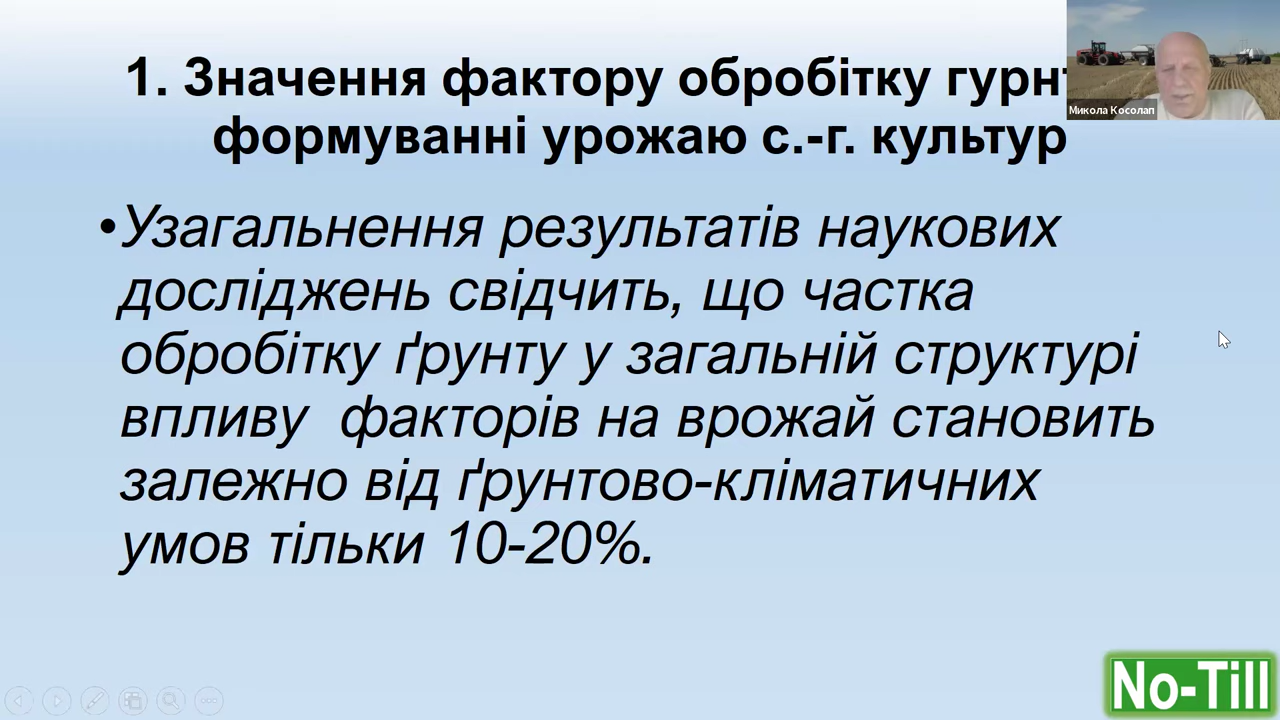 1. Значення фактору обробітку гурн
формуванні урожаю с.-г. культур
Микола Косолап
•Узагальнення результатів наукових
досліджень свідчить, що частка
обробітку ґрунту у загальній структурі
впливу факторів на врожай становить
залежно від ґрунтово-кліматичних
умов тільки 10-20%.
No-Till